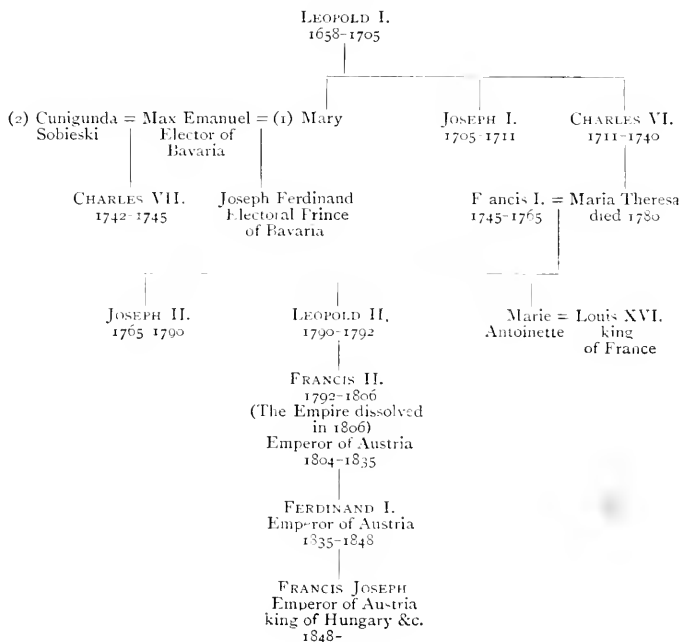 LEOPOLD I.
1658-1705
(2) Cunigunda = Max Emanuel = (1) Mary
Sobieski
Elector of
Bavaria
JOSEPH I.
1705-1711
CHARLES VI.
1711-1740
CHARLES VII.
1742-1745
Joseph Ferdinand
Electoral Prince
of Bavaria
Francis I. = Maria Theresa
1745-1765
died 1780
JOSEPH II.
1765 1790
LEOPOLD II.
1790-1792
Marie = Louis XVI.
Antoinette
king
of France
FRANCIS II.
1792-1806
(The Empire dissolved
in 1806)
Emperor of Austria
1804-1835
FERDINAND I.
Emperor of Austria
1835-1848
FRANCIS JOSEPH
Emperor of Austria
king of Hungary &c.
1848-